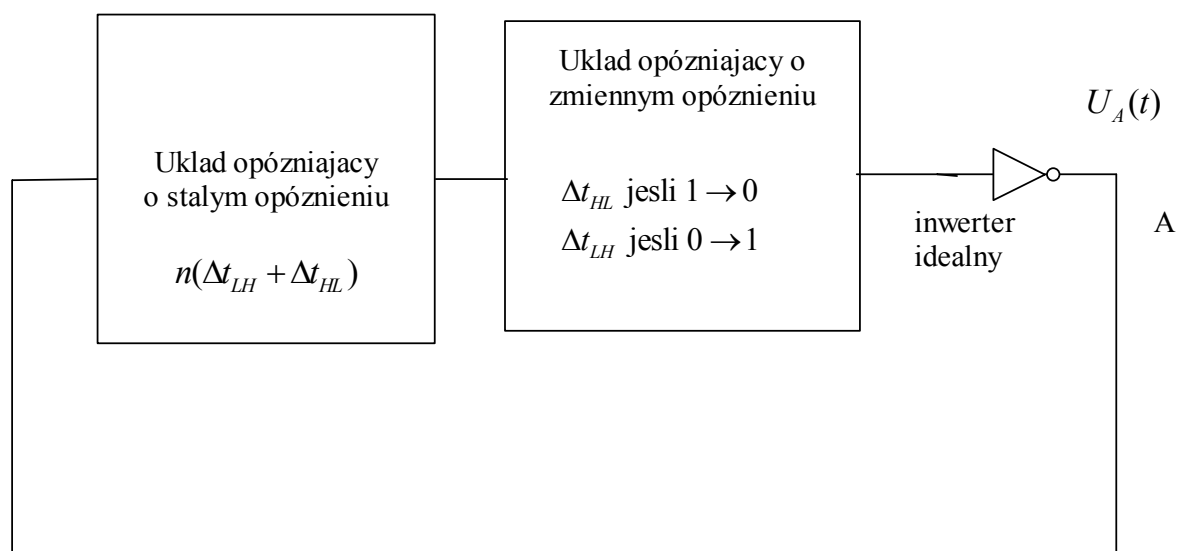 Uklad opózniajacy
o stalym opóznieniu
n(Δt_LH + Δt_HL)
Uklad opózniajacy o
zmiennym opóznieniu
Δt_HL jesli 1 → 0
Δt_LH jesli 0 → 1
inwerter
idealny
U_A(t)
A